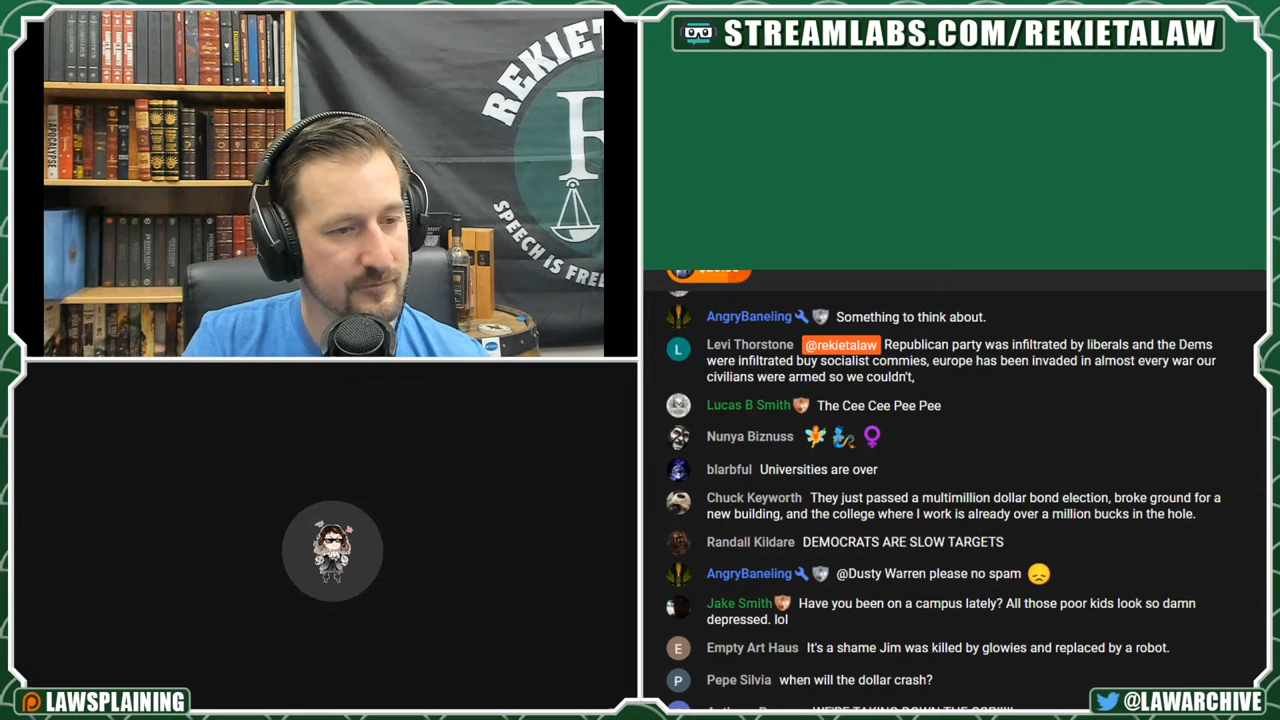 STREAMLABS.COM/REKIETALAW
REKIET
SPEECH IS FREE
APOCALYPSE
AngryBaneling Something to think about.
Levi Thorstone @rekietalaw Republican party was infiltrated by liberals and the Dems
were infiltrated buy socialist commies, europe has been invaded in almost every war our
civilians were armed so we couldn't,
Lucas B Smith The Cee Cee Pee Pee
Nunya Biznuss
blarbful Universities are over
Chuck Keyworth They just passed a multimillion dollar bond election, broke ground for a
new building, and the college where I work is already over a million bucks in the hole.
Randall Kildare DEMOCRATS ARE SLOW TARGETS
AngryBaneling @Dusty Warren please no spam
Jake Smith Have you been on a campus lately? All those poor kids look so damn
depressed. lol
E
Empty Art Haus It's a shame Jim was killed by glowies and replaced by a robot.
P
Pepe Silvia when will the dollar crash?
L
LAWSPLAINING
@LAWARCHIVE